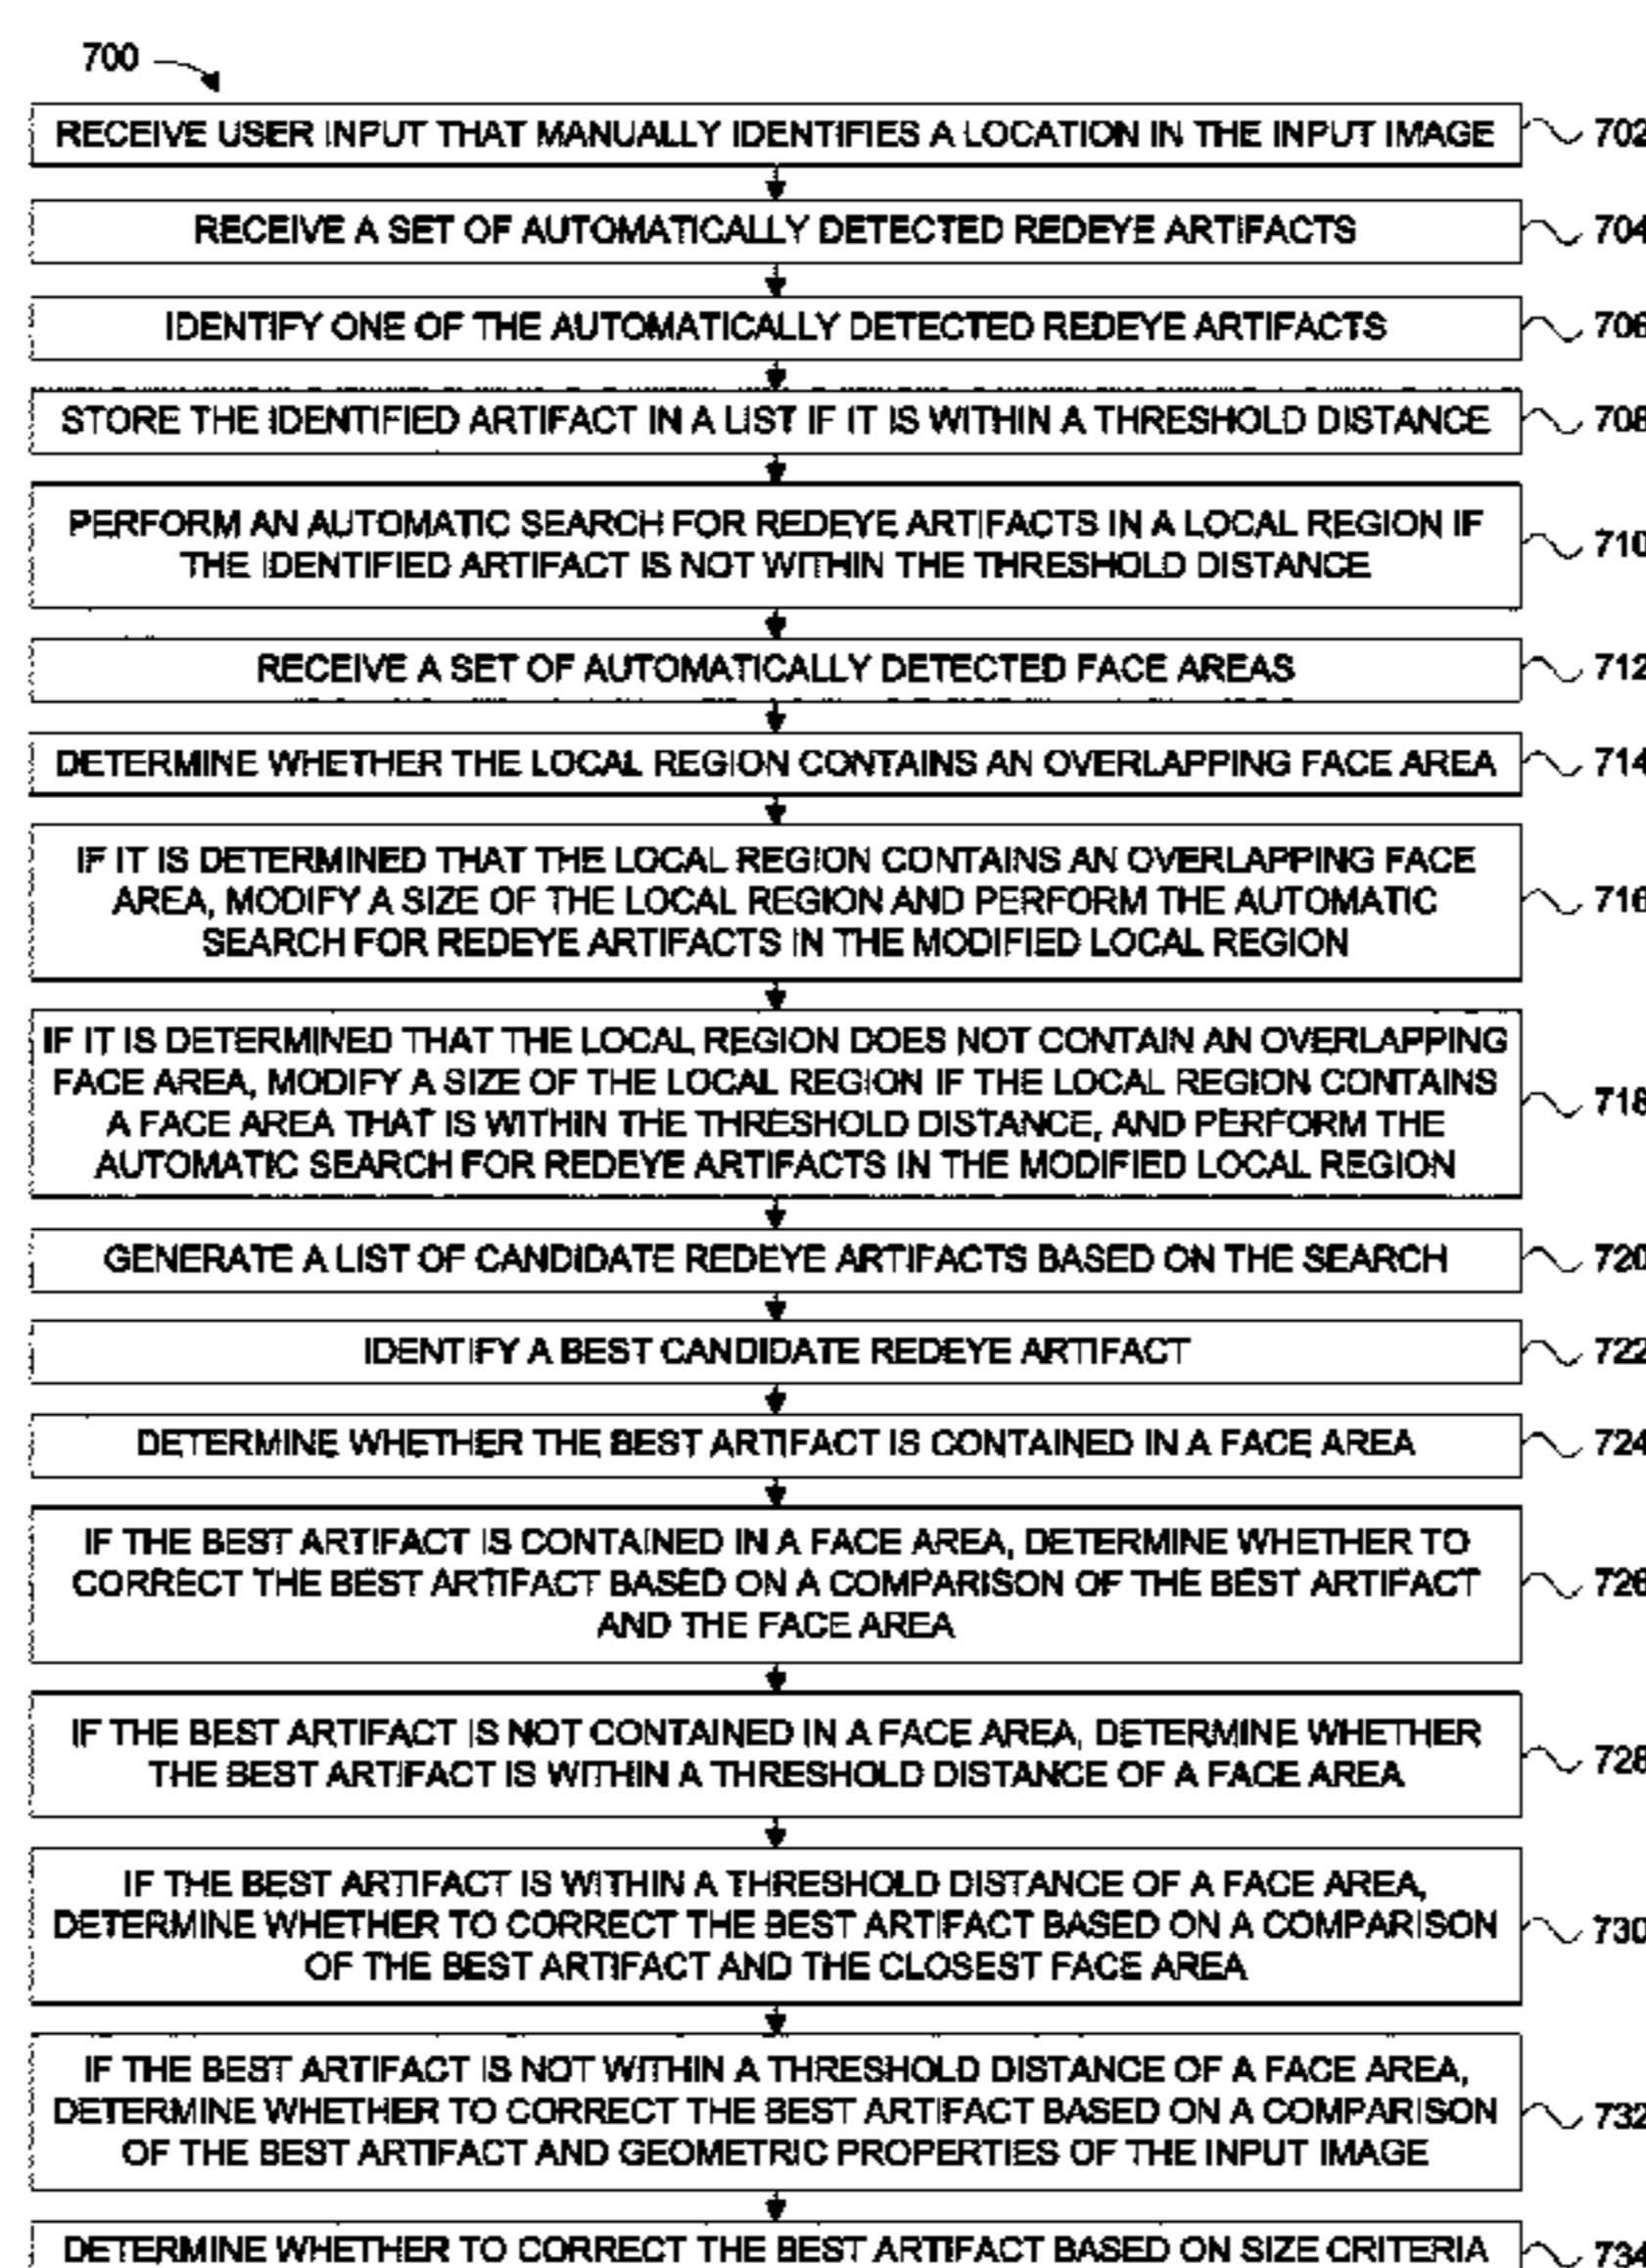 700
RECEIVE USER INPUT THAT MANUALLY IDENTIFIES A LOCATION IN THE INPUT IMAGE 702
RECEIVE A SET OF AUTOMATICALLY DETECTED REDEYE ARTIFACTS 704
IDENTIFY ONE OF THE AUTOMATICALLY DETECTED REDEYE ARTIFACTS 706
STORE THE IDENTIFIED ARTIFACT IN A LIST IF IT IS WITHIN A THRESHOLD DISTANCE 708
PERFORM AN AUTOMATIC SEARCH FOR REDEYE ARTIFACTS IN A LOCAL REGION IF
THE IDENTIFIED ARTIFACT IS NOT WITHIN THE THRESHOLD DISTANCE
710
RECEIVE A SET OF AUTOMATICALLY DETECTED FACE AREAS 712
DETERMINE WHETHER THE LOCAL REGION CONTAINS AN OVERLAPPING FACE AREA 714
IF IT IS DETERMINED THAT THE LOCAL REGION CONTAINS AN OVERLAPPING FACE
AREA, MODIFY A SIZE OF THE LOCAL REGION AND PERFORM THE AUTOMATIC 716
SEARCH FOR REDEYE ARTIFACTS IN THE MODIFIED LOCAL REGION
IF IT IS DETERMINED THAT THE LOCAL REGION DOES NOT CONTAIN AN OVERLAPPING
FACE AREA, MODIFY A SIZE OF THE LOCAL REGION IF THE LOCAL REGION CONTAINS
A FACE AREA THAT IS WITHIN THE THRESHOLD DISTANCE, AND PERFORM THE
AUTOMATIC SEARCH FOR REDEYE ARTIFACTS IN THE MODIFIED LOCAL REGION
718
GENERATE A LIST OF CANDIDATE REDEYE ARTIFACTS BASED ON THE SEARCH 720
IDENTIFY A BEST CANDIDATE REDEYE ARTIFACT 722
DETERMINE WHETHER THE BEST ARTIFACT IS CONTAINED IN A FACE AREA 724
IF THE BEST ARTIFACT IS CONTAINED IN A FACE AREA, DETERMINE WHETHER TO
CORRECT THE BEST ARTIFACT BASED ON A COMPARISON OF THE BEST ARTIFACT 726
AND THE FACE AREA
IF THE BEST ARTIFACT IS NOT CONTAINED IN A FACE AREA, DETERMINE WHETHER
THE BEST ARTIFACT IS WITHIN A THRESHOLD DISTANCE OF A FACE AREA
728
IF THE BEST ARTIFACT IS WITHIN A THRESHOLD DISTANCE OF A FACE AREA,
DETERMINE WHETHER TO CORRECT THE BEST ARTIFACT BASED ON A COMPARISON 730
OF THE BEST ARTIFACT AND THE CLOSEST FACE AREA
IF THE BEST ARTIFACT IS NOT WITHIN A THRESHOLD DISTANCE OF A FACE AREA,
DETERMINE WHETHER TO CORRECT THE BEST ARTIFACT BASED ON A COMPARISON 732
OF THE BEST ARTIFACT AND GEOMETRIC PROPERTIES OF THE INPUT IMAGE
DETERMINE WHETHER TO CORRECT THE BEST ARTIFACT BASED ON SIZE CRITERIA 734